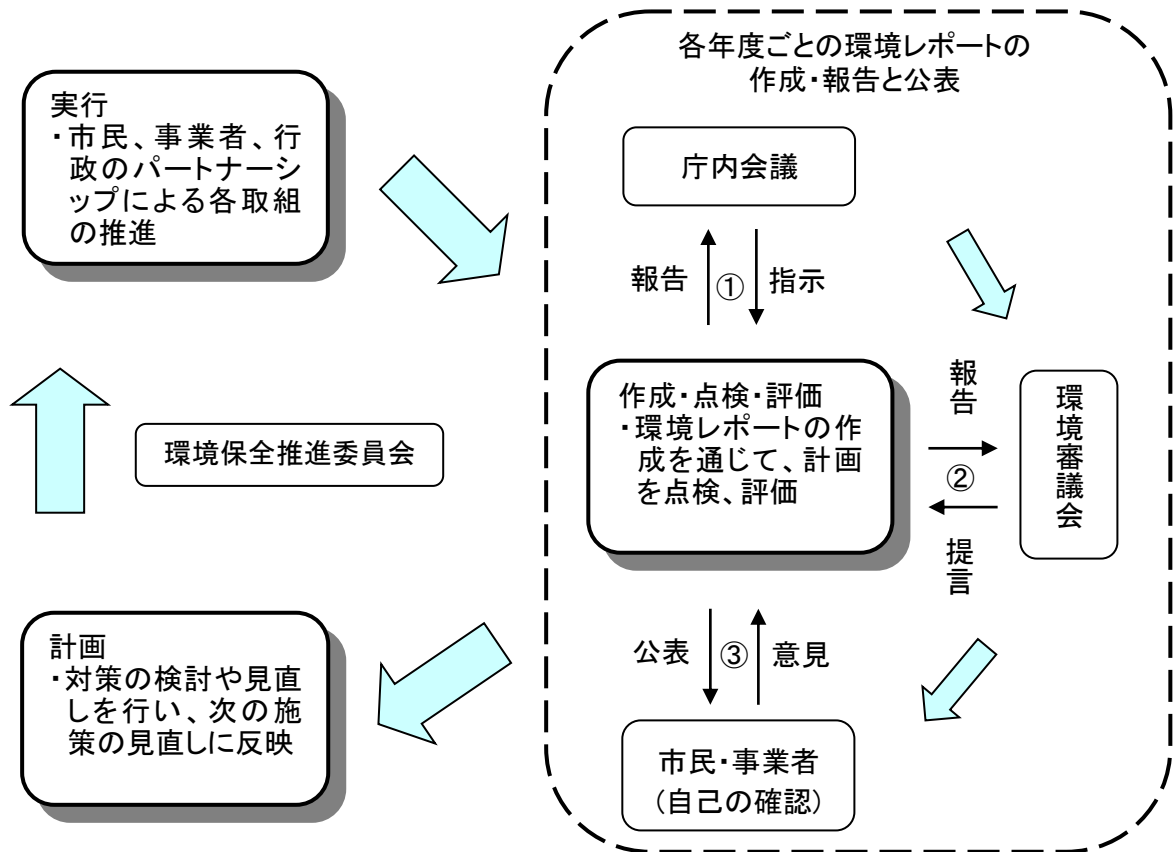 各年度ごとの環境レポートの
作成・報告と公表
実行
・市民、事業者、行
政のパートナーシ
ップによる各取組
の推進
庁内会議
報告
①
指示
作成・点検・評価
・環境レポートの作
成を通じて、計画
を点検、評価
報告
②
提言
環境審議会
環境保全推進委員会
計画
・対策の検討や見直
しを行い、次の施
策の見直しに反映
公表
③
意見
市民・事業者
(自己の確認)